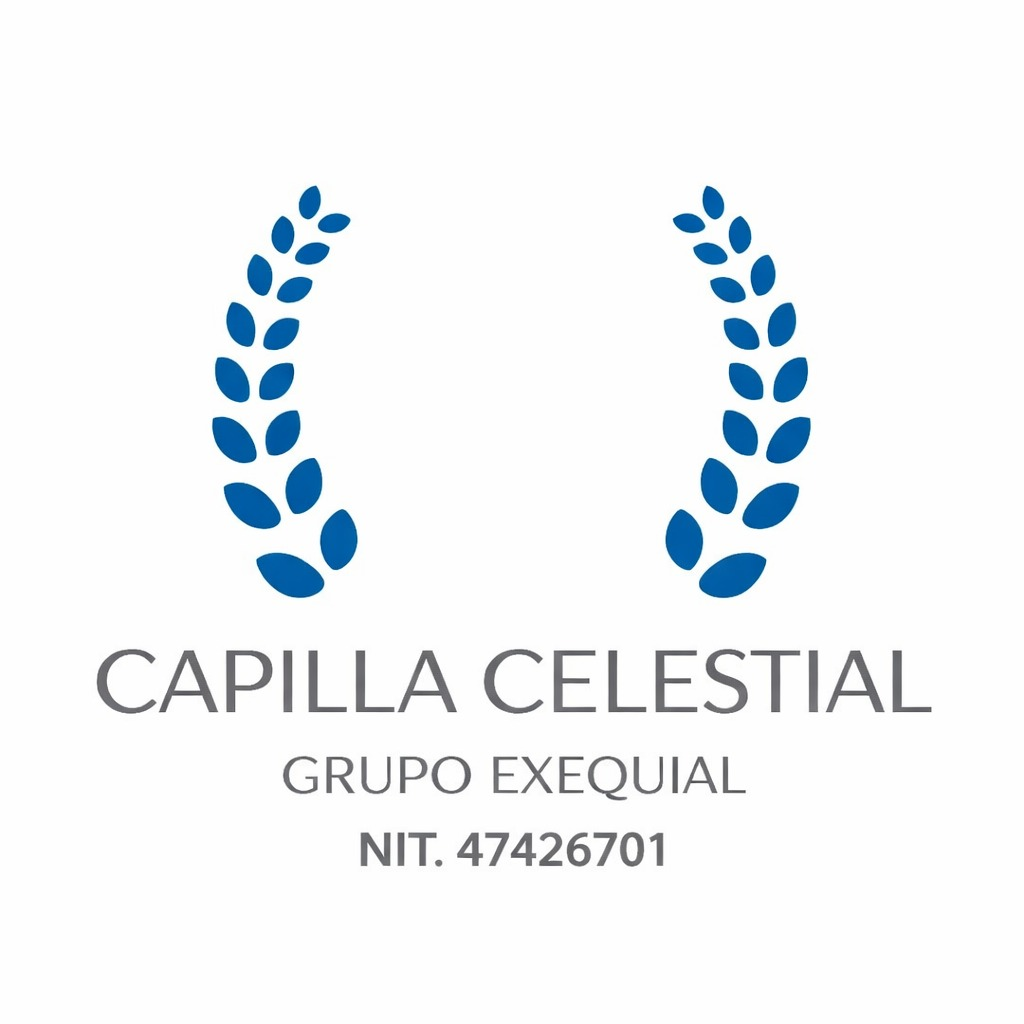 CAPILLA CELESTIAL
GRUPO EXEQUIAL
NIT. 47426701